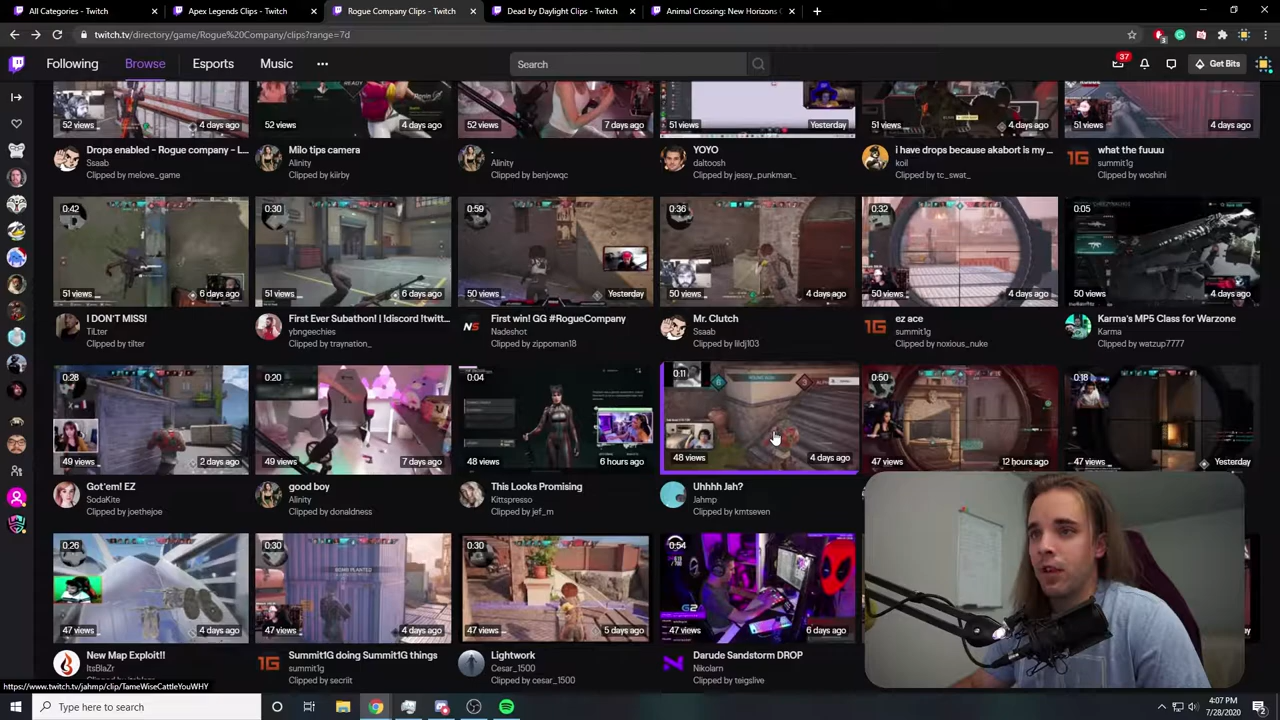 All Categories - Twitch
Apex Legends Clips - Twitch
Rogue Company Clips - Twitch
Dead by Daylight Clips - Twitch
Animal Crossing: New Horizons C
twitch.tv/directory/game/Rogue%20Company/clips?range=7d
Following
Browse
Esports
Music
Search
37
Get Bits
52 views
4 days ago
52 views
4 days ago
52 views
7 days ago
51 views
Yesterday
51 views
4 days ago
51 views
4 days ago
Drops enabled - Rogue company - L...
Ssaab
Clipped by melove_game
Milo tips camera
Alinity
Clipped by kiirby
.
Alinity
Clipped by benjowqc
YOYO
daltoosh
Clipped by jessy_punkman_
i have drops because akabort is my ...
koil
Clipped by tc_swat_
what the fuuuu
summit1g
Clipped by woshini
0:42
51 views
6 days ago
0:30
51 views
6 days ago
0:59
50 views
Yesterday
0:36
50 views
4 days ago
0:32
50 views
4 days ago
0:05
50 views
4 days ago
I DON'T MISS!
TiLter
Clipped by tilter
First Ever Subathon! | !discord !twitt...
ybngeechies
Clipped by traynation_
First win! GG #RogueCompany
Nadeshot
Clipped by zippoman18
Mr. Clutch
Ssaab
Clipped by lildj103
ez ace
summit1g
Clipped by noxious_nuke
Karma's MP5 Class for Warzone
Karma
Clipped by watzup7777
0:28
49 views
2 days ago
0:20
49 views
7 days ago
0:04
48 views
6 hours ago
0:11
48 views
4 days ago
0:50
47 views
12 hours ago
0:18
47 views
Yesterday
Got'em! EZ
SodaKite
Clipped by joethejoe
good boy
Alinity
Clipped by donaldness
This Looks Promising
Kittspresso
Clipped by jef_m
Uhhhh Jah?
Jahmp
Clipped by kmtseven
0:26
47 views
4 days ago
0:30
BOMB PLANTED
47 views
4 days ago
0:30
47 views
5 days ago
0:54
47 views
6 days ago
New Map Exploit!!
ItsBlaZr
Summit1G doing Summit1G things
summit1g
Clipped by secriit
Lightwork
Cesar_1500
Clipped by cesar_1500
Darude Sandstorm DROP
Nikolarn
Clipped by teigslive
https://www.twitch.tv/jahmp/clip/TameWiseCattleYouWHY
Type here to search
4:07 PM
7/28/2020